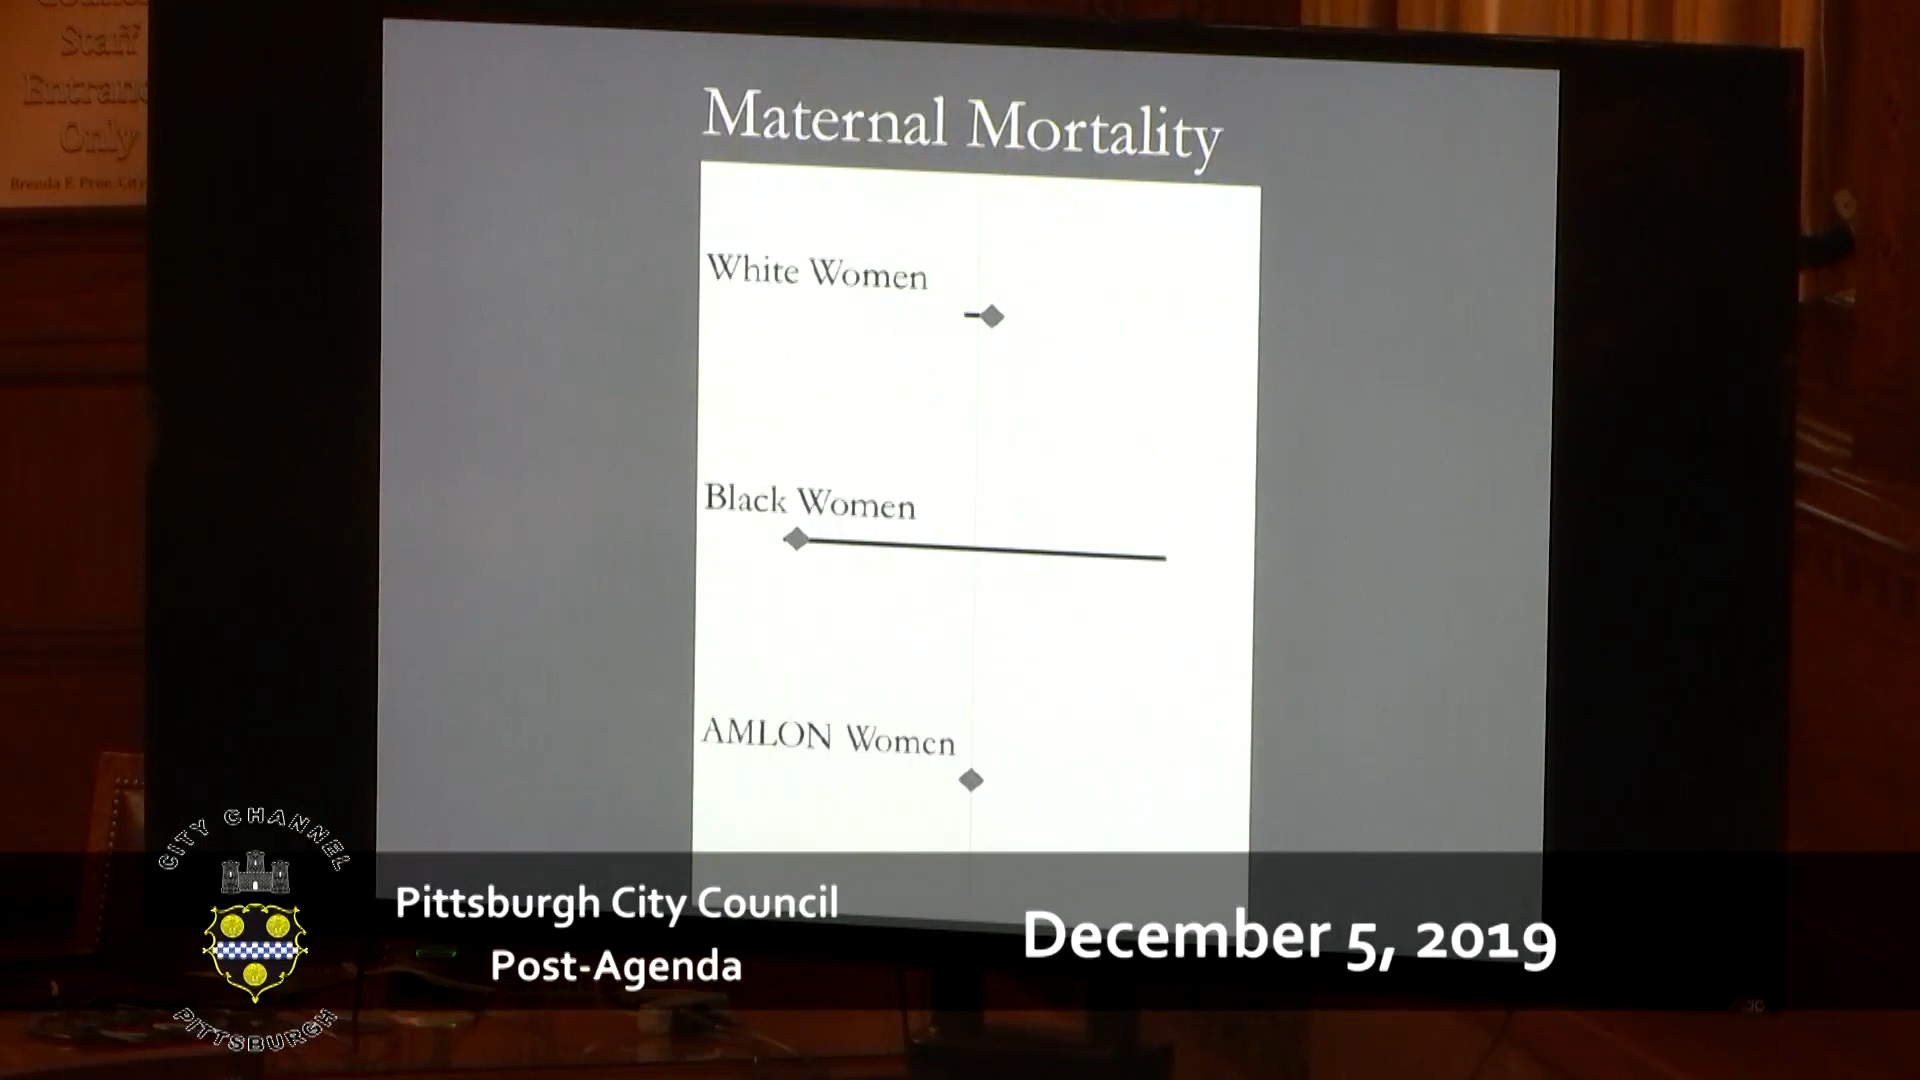 Staff
Entranc
Only
Maternal Mortality
White Women
Black Women
AMLON Women
CITY CHANNEL
PITTSBURGH
Pittsburgh City Council
Post-Agenda
December 5, 2019